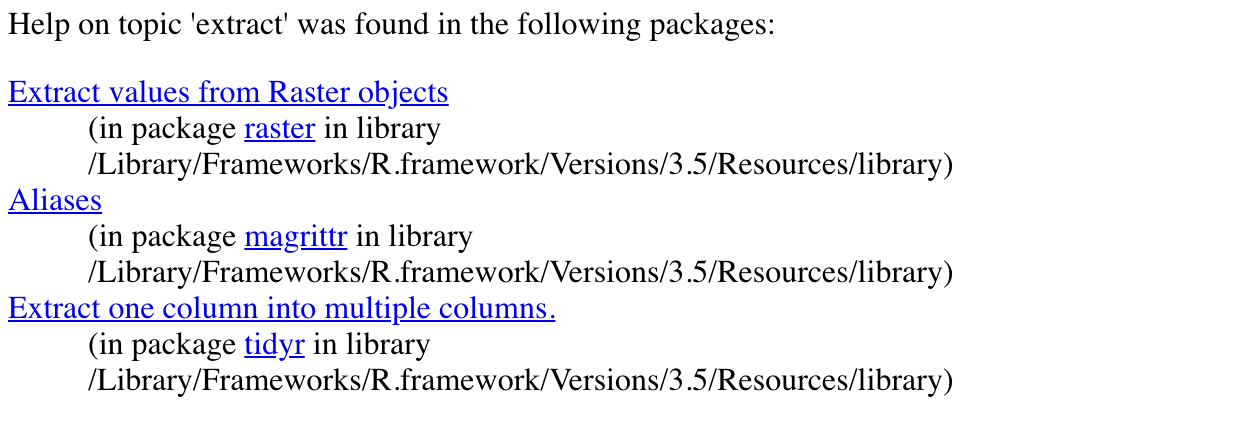 Help on topic 'extract' was found in the following packages:
Extract values from Raster objects
(in package raster in library
/Library/Frameworks/R.framework/Versions/3.5/Resources/library)
Aliases
(in package magrittr in library
/Library/Frameworks/R.framework/Versions/3.5/Resources/library)
Extract one column into multiple columns.
(in package tidyr in library
/Library/Frameworks/R.framework/Versions/3.5/Resources/library)